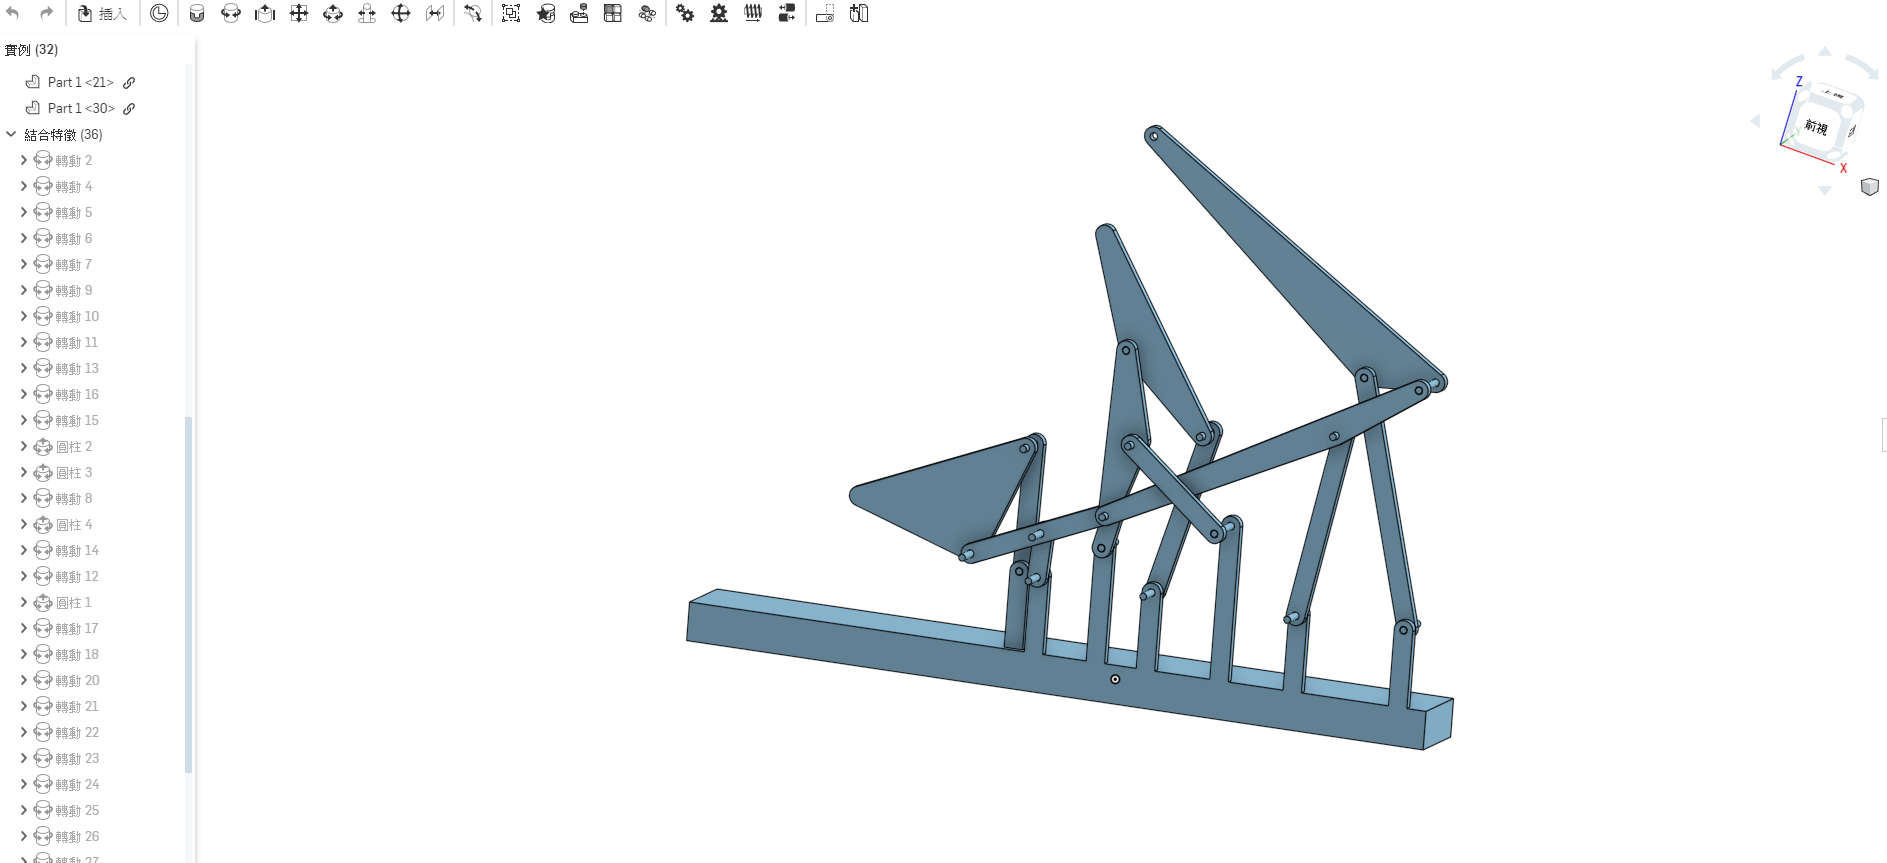 插入
實例 (32)
Part 1 <21>
Part 1 <30>
結合特徵 (36)
轉動 2
轉動 4
轉動 5
轉動 6
轉動 7
轉動 9
轉動 10
轉動 11
轉動 13
轉動 16
轉動 15
圓柱 2
圓柱 3
轉動 8
圓柱 4
轉動 14
轉動 12
圓柱 1
轉動 17
轉動 18
轉動 20
轉動 21
轉動 22
轉動 23
轉動 24
轉動 25
轉動 26
轉動 27
Z
前視
Y
X